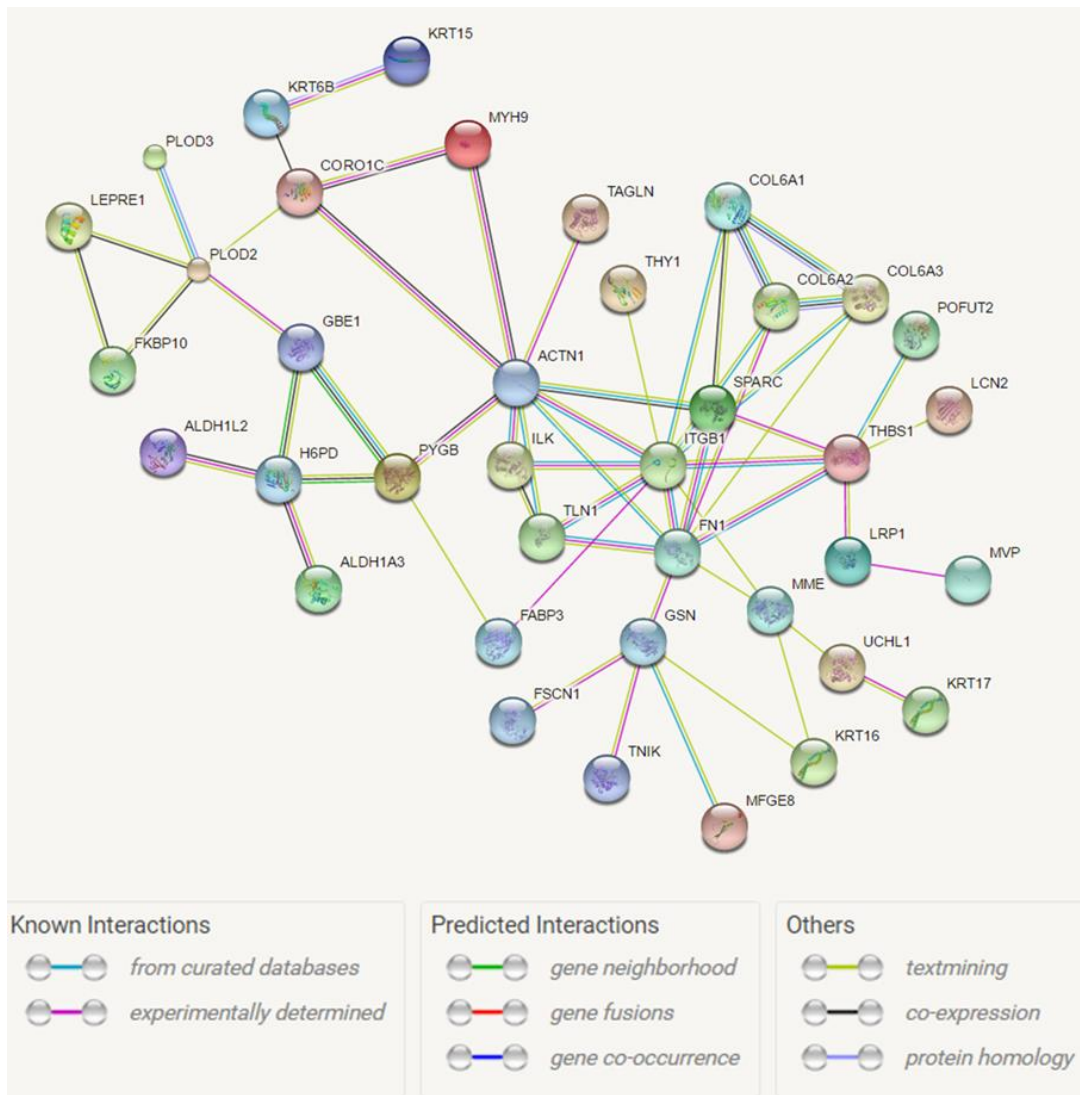 KRT15
KRT6B
MYH9
PLOD3
CORO1C
TAGLN
COL6A1
LEPRE1
PLOD2
THY1
COL6A2
COL6A3
POFUT2
GBE1
FKBP10
ACTN1
SPARC
LCN2
ALDH1L2
H6PD
PYGB
ILK
ITGB1
THBS1
TLN1
FN1
LRP1
MVP
ALDH1A3
MME
FABP3
GSN
UCHL1
KRT17
FSCN1
KRT16
TNIK
MFGE8
Known Interactions
from curated databases
experimentally determined
Predicted Interactions
gene neighborhood
gene fusions
gene co-occurrence
Others
textmining
co-expression
protein homology